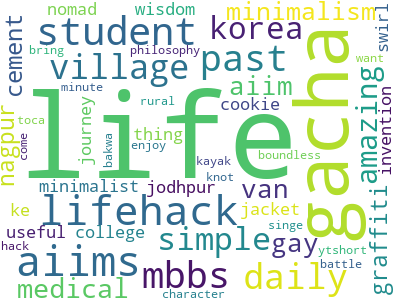 nomad wisdom minimalism
student korea swirl
cement village past
aiim amazing
toca bring philosophy want
minute rural cookie
life gacha
nagpur journey thing bakwa enjoy
come kayak boundless invention
minimalist jodhpur knot van
ke lifehack jacket graffiti
useful college simple gay
hack aiims singe ytshort
medical mbbs daily battle
character